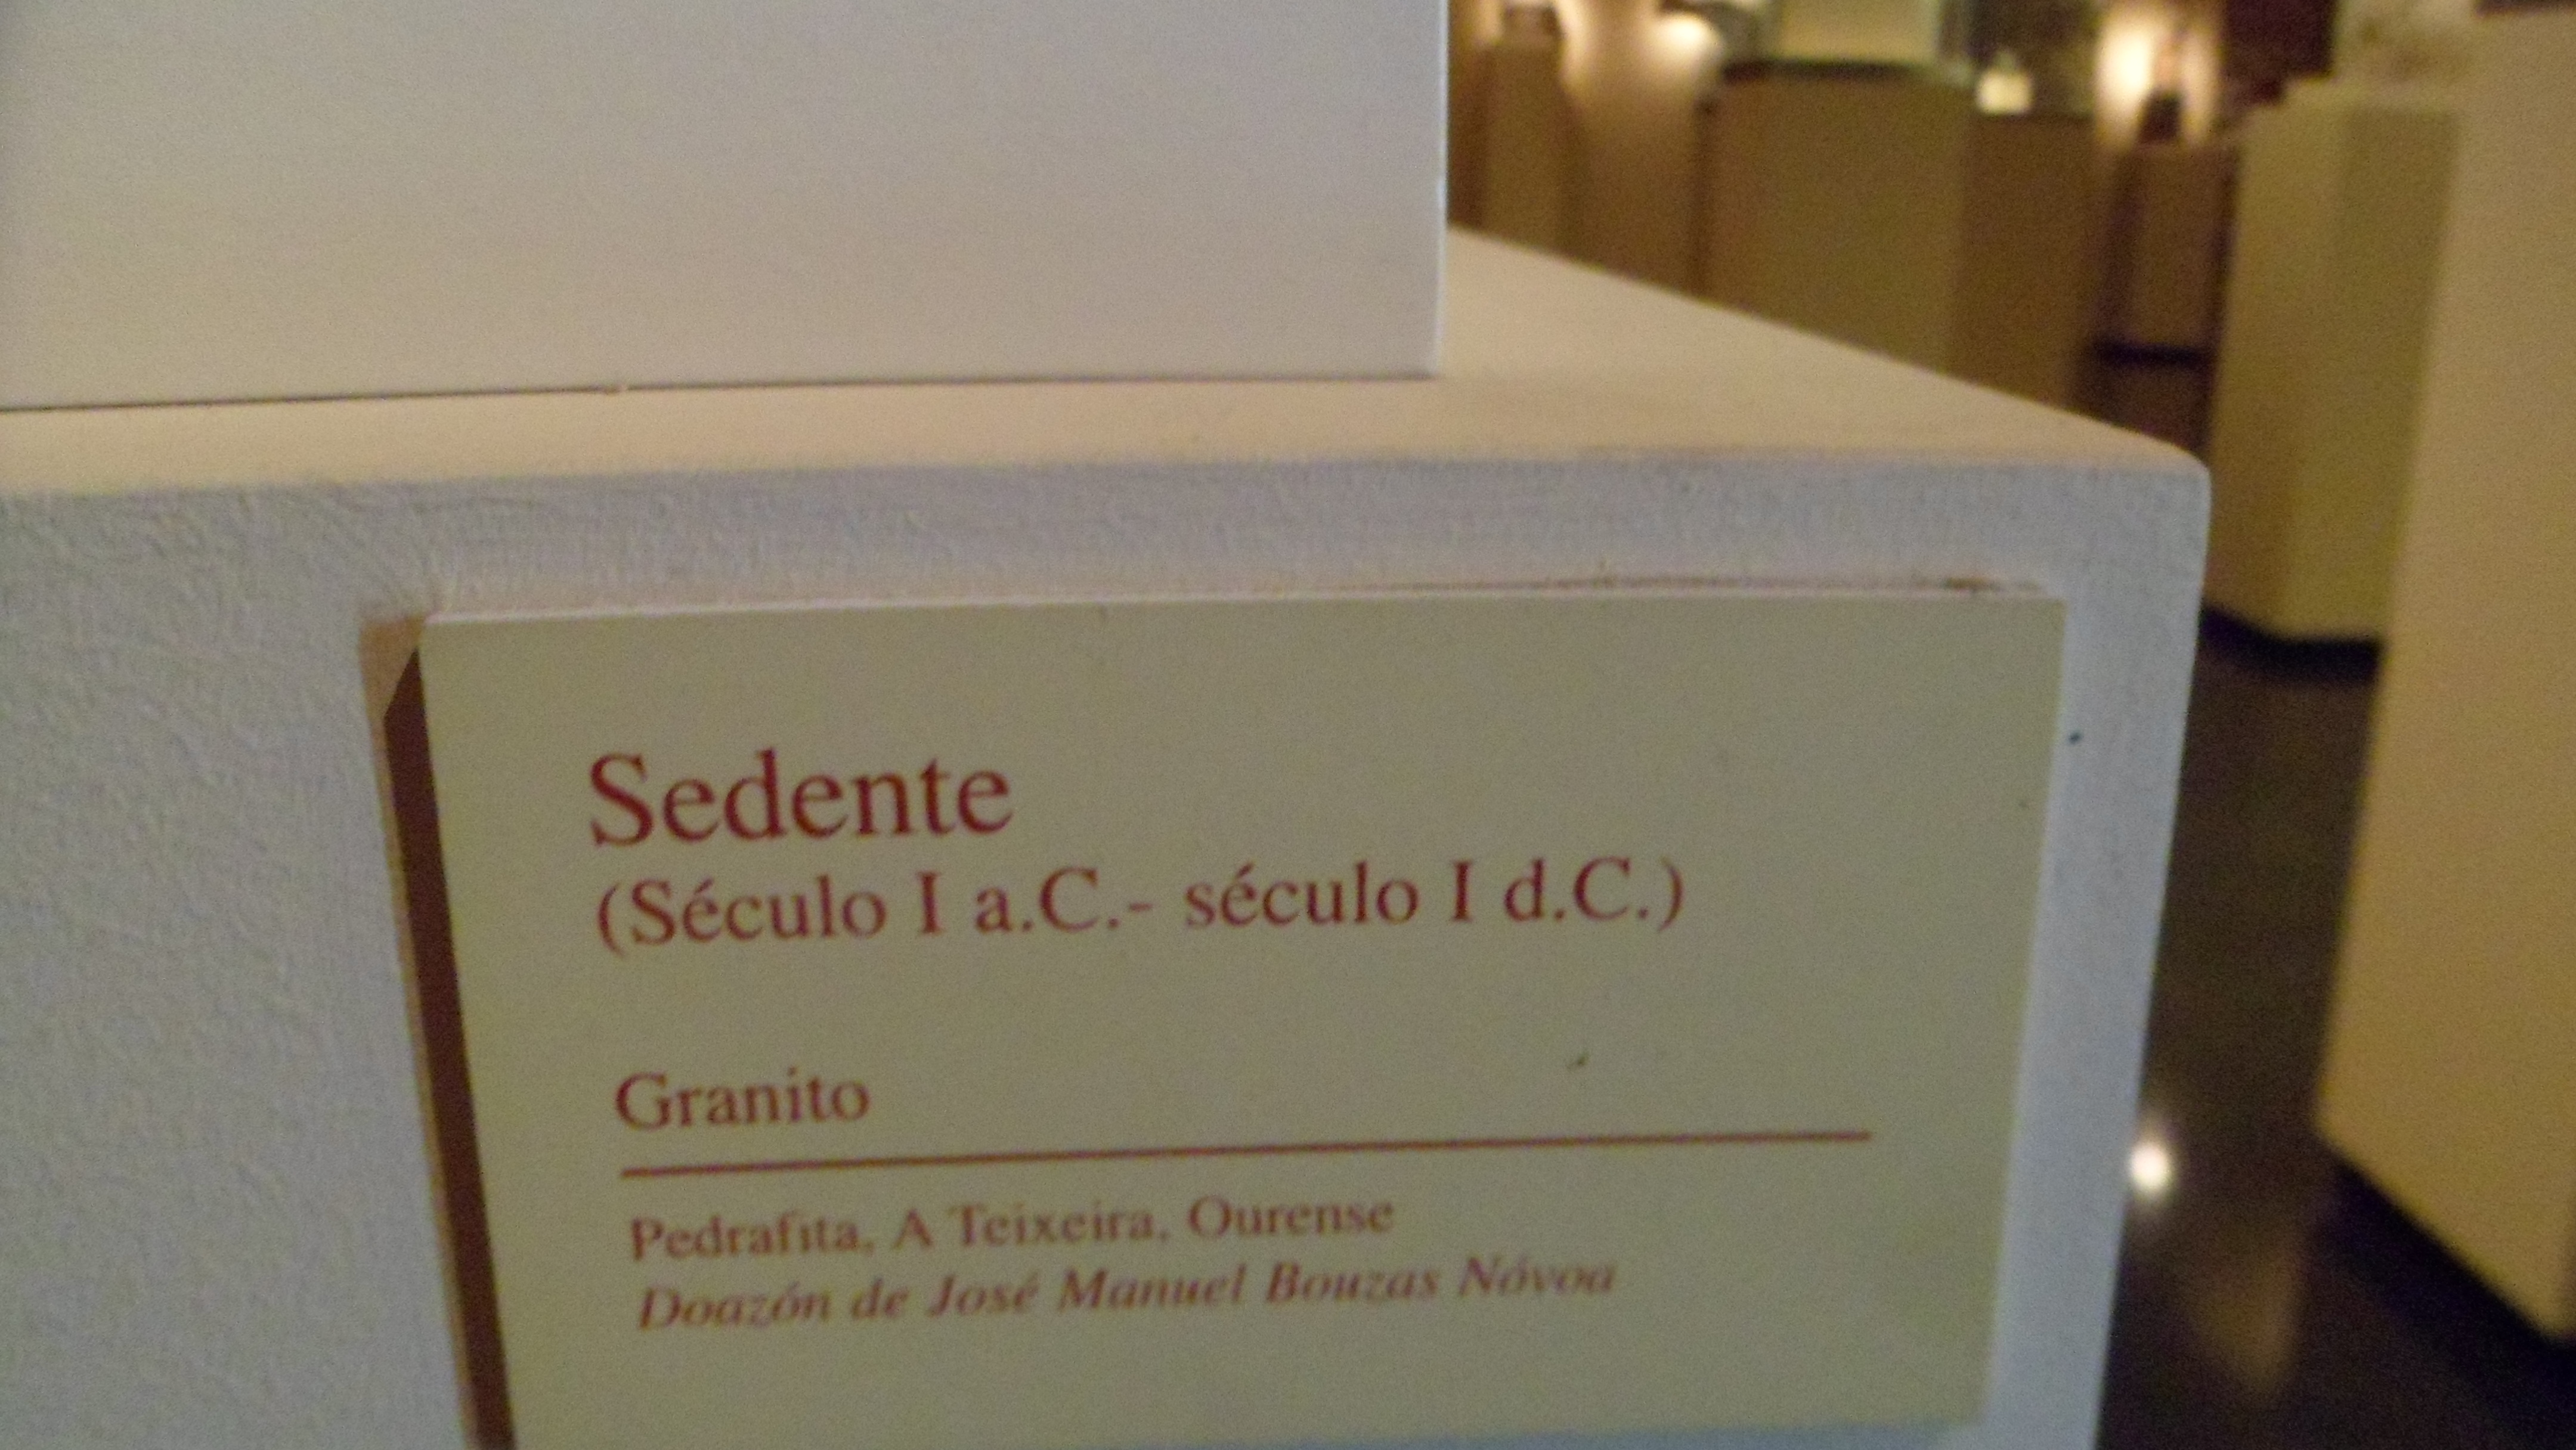 Sedente
(Século I a.C.- século I d.C.)
Granito
Pedrafita, A Teixeira, Ourense
Doazón de José Manuel Bouzas Nóvoa